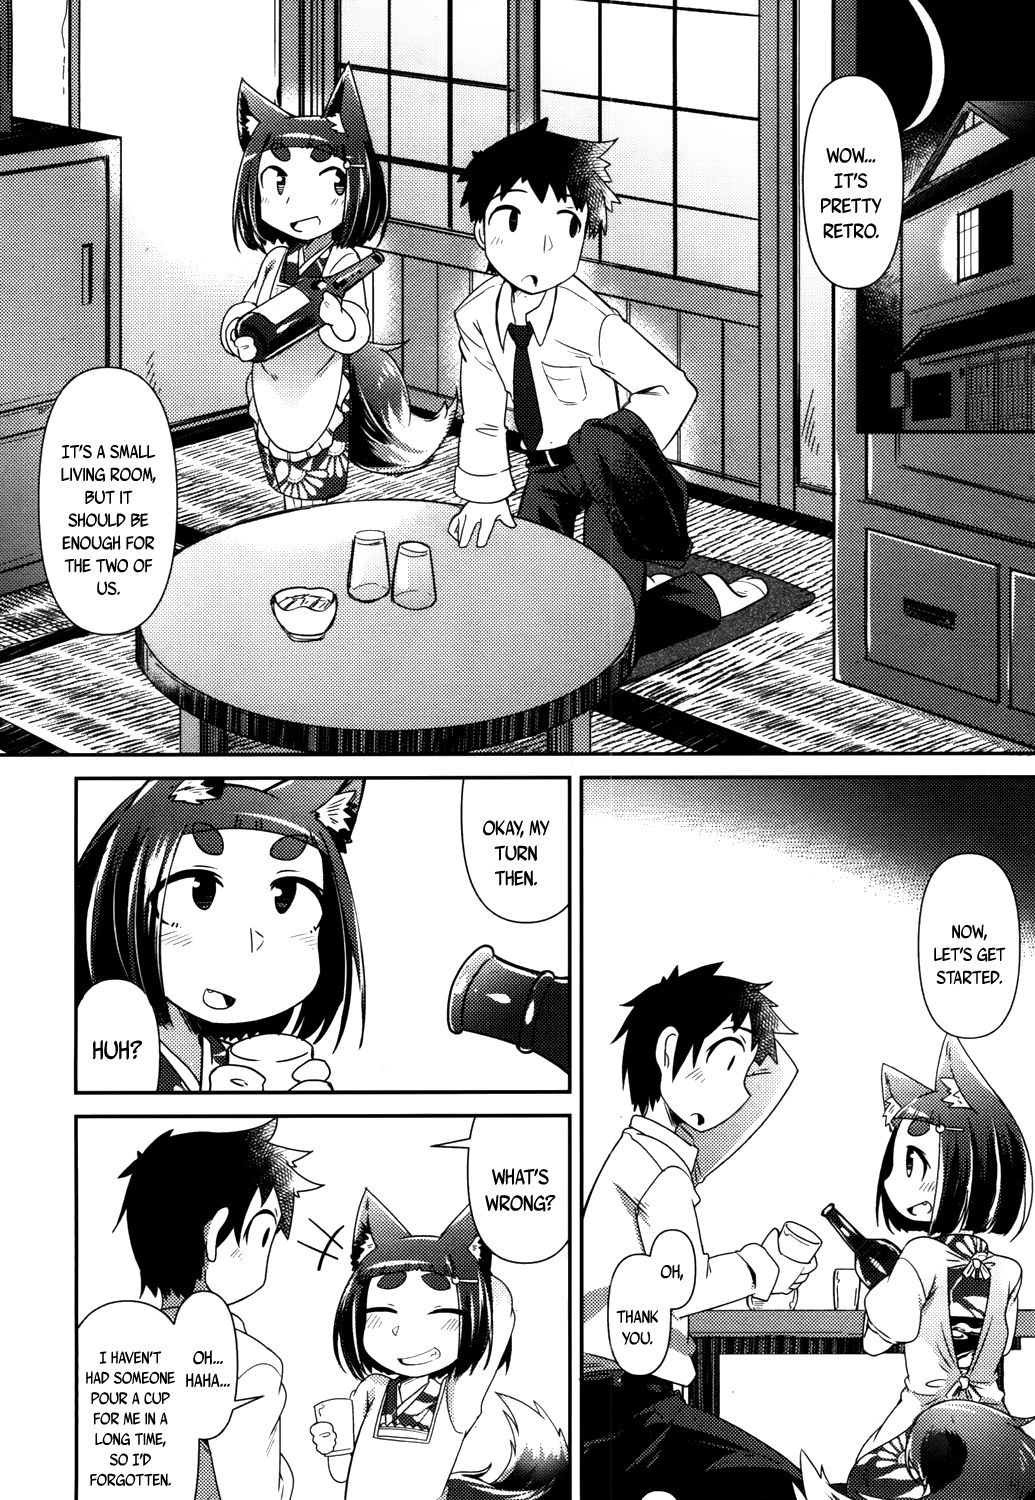 WOW...
IT'S
PRETTY
RETRO.
IT'S A SMALL
LIVING ROOM,
BUT IT
SHOULD BE
ENOUGH FOR
THE TWO OF
US.
NOW,
LET'S GET
STARTED.
OH,
THANK
YOU.
OKAY, MY
TURN
THEN.
HUH?
WHAT'S
WRONG?
OH...
HAHA...
I HAVEN'T
HAD SOMEONE
POUR A CUP
FOR ME IN A
LONG TIME,
SO I'D
FORGOTTEN.